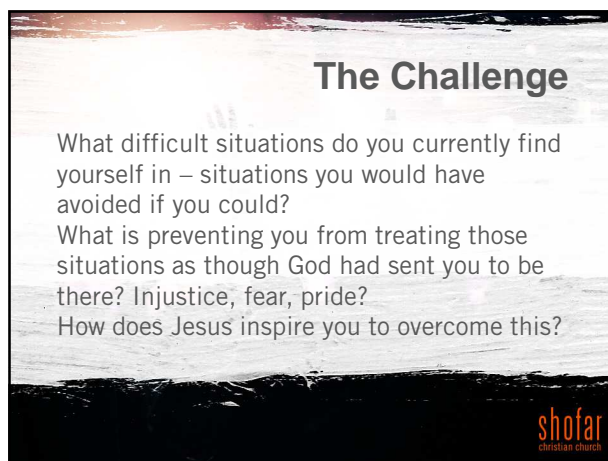 The Challenge
What difficult situations do you currently find
yourself in – situations you would have
avoided if you could?
What is preventing you from treating those
situations as though God had sent you to be
there? Injustice, fear, pride?
How does Jesus inspire you to overcome this?
shofar
christian church